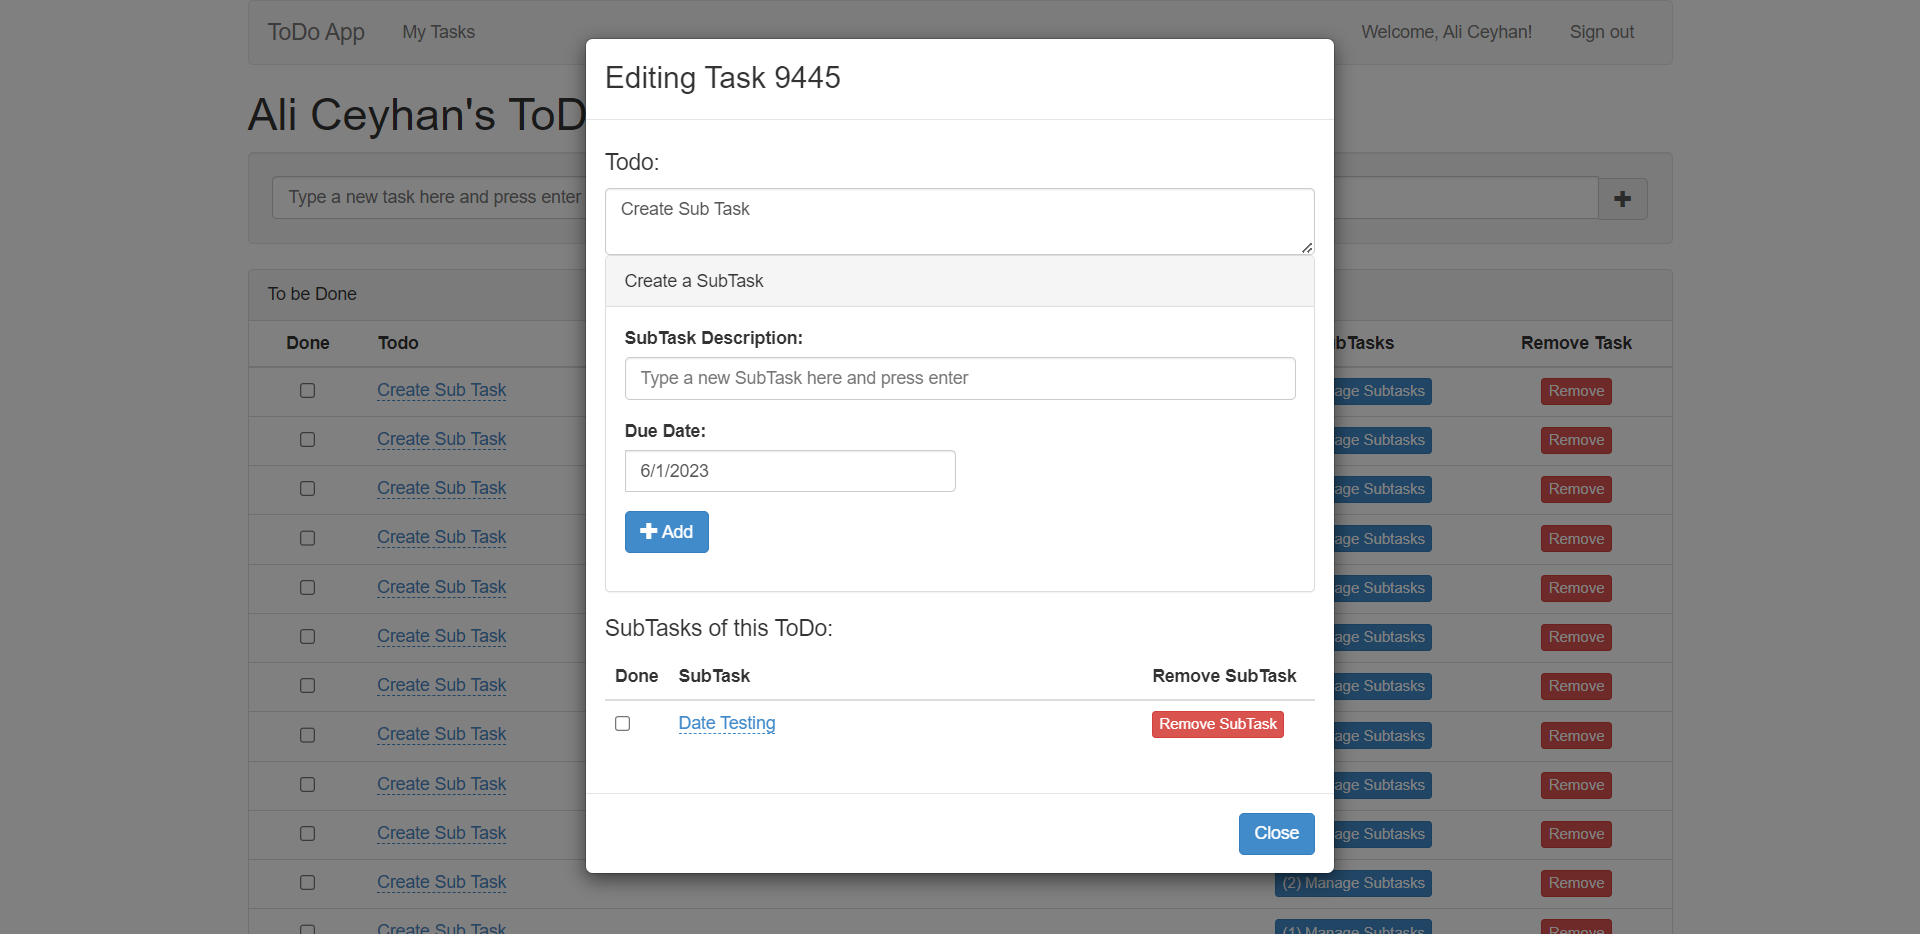 ToDo App My Tasks Welcome, Ali Ceyhan! Sign out
Editing Task 9445
Ali Ceyhan's ToD
Todo:
Type a new task here and press enter
Create Sub Task
Create a SubTask
To be Done
SubTask Description:
Done Todo bTasks Remove Task
Type a new SubTask here and press enter
Create Sub Task age Subtasks Remove
Due Date:
Create Sub Task age Subtasks Remove
6/1/2023
Create Sub Task age Subtasks Remove
Add
Create Sub Task age Subtasks Remove
Create Sub Task age Subtasks Remove
SubTasks of this ToDo:
Create Sub Task age Subtasks Remove
Done SubTask Remove SubTask
Create Sub Task age Subtasks Remove
Date Testing Remove SubTask
Create Sub Task age Subtasks Remove
Create Sub Task age Subtasks Remove
Create Sub Task age Subtasks Remove
Close
Create Sub Task (2) Manage Subtasks Remove
Create Sub Task (1) Manage Subtasks Remove